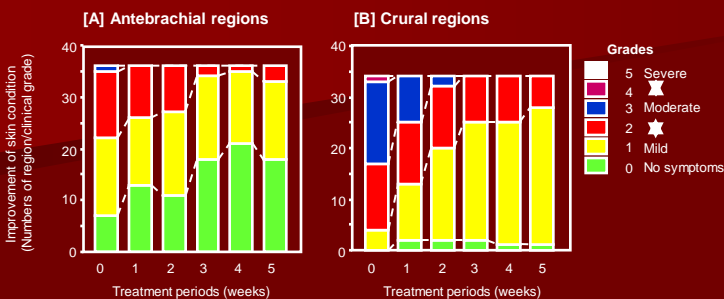 [A] Antebrachial regions
[B] Crural regions
Improvement of skin condition
(Numbers of region/clinical grade)
40
30
20
10
0
0 1 2 3 4 5
Treatment periods (weeks)
40
30
20
10
0
0 1 2 3 4 5
Treatment periods (weeks)
Grades
5 Severe
4
3 Moderate
2
1 Mild
0 No symptoms